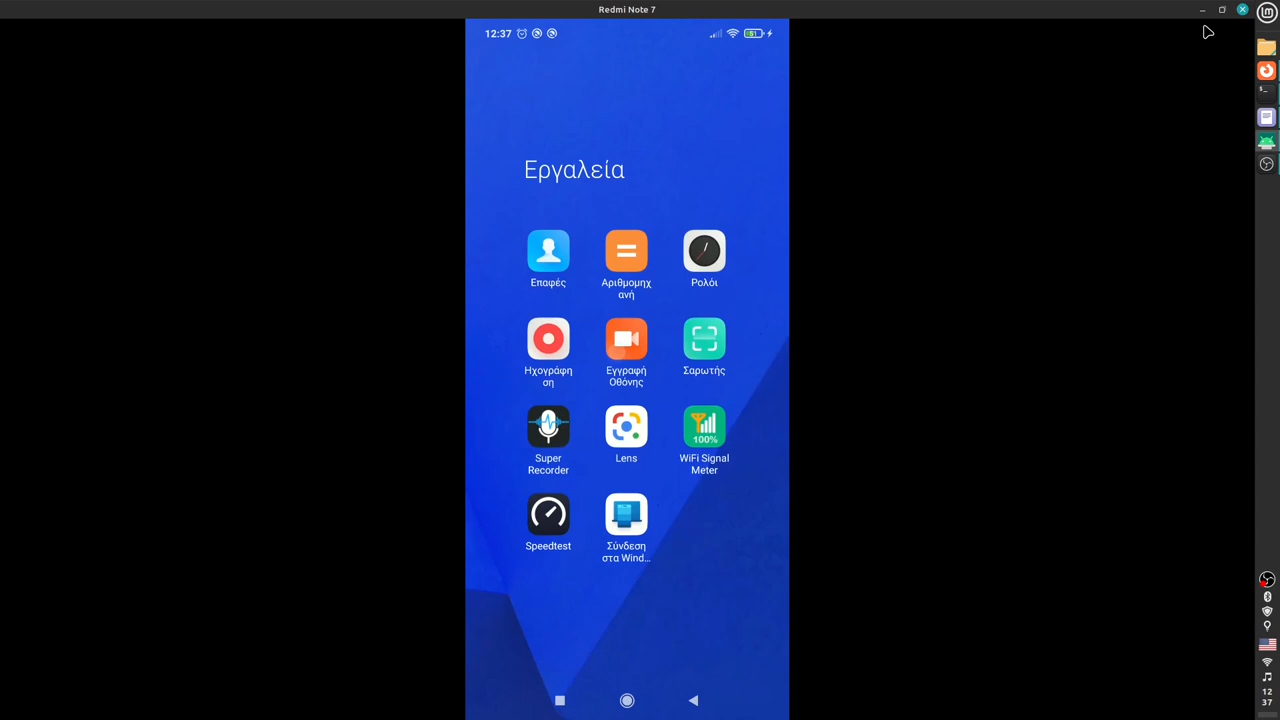 Redmi Note 7
12:37
51
Εργαλεία
Επαφές
Αριθμομηχ
ανή
Ρολόι
Ηχογράφη
ση
Εγγραφή
Οθόνης
Σαρωτής
Super
Recorder
Lens
100%
WiFi Signal
Meter
Speedtest
Σύνδεση
στα Wind...
12
37